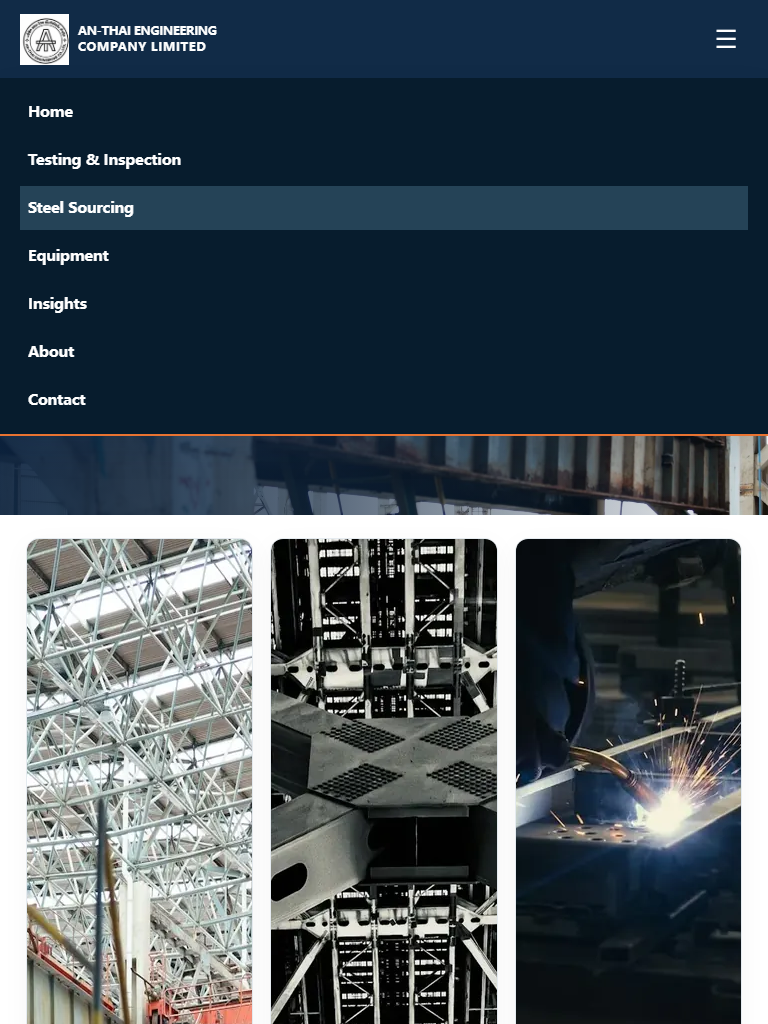 AN-THAI ENGINEERING
COMPANY LIMITED
☰
Home
Testing & Inspection
Steel Sourcing
Equipment
Insights
About
Contact